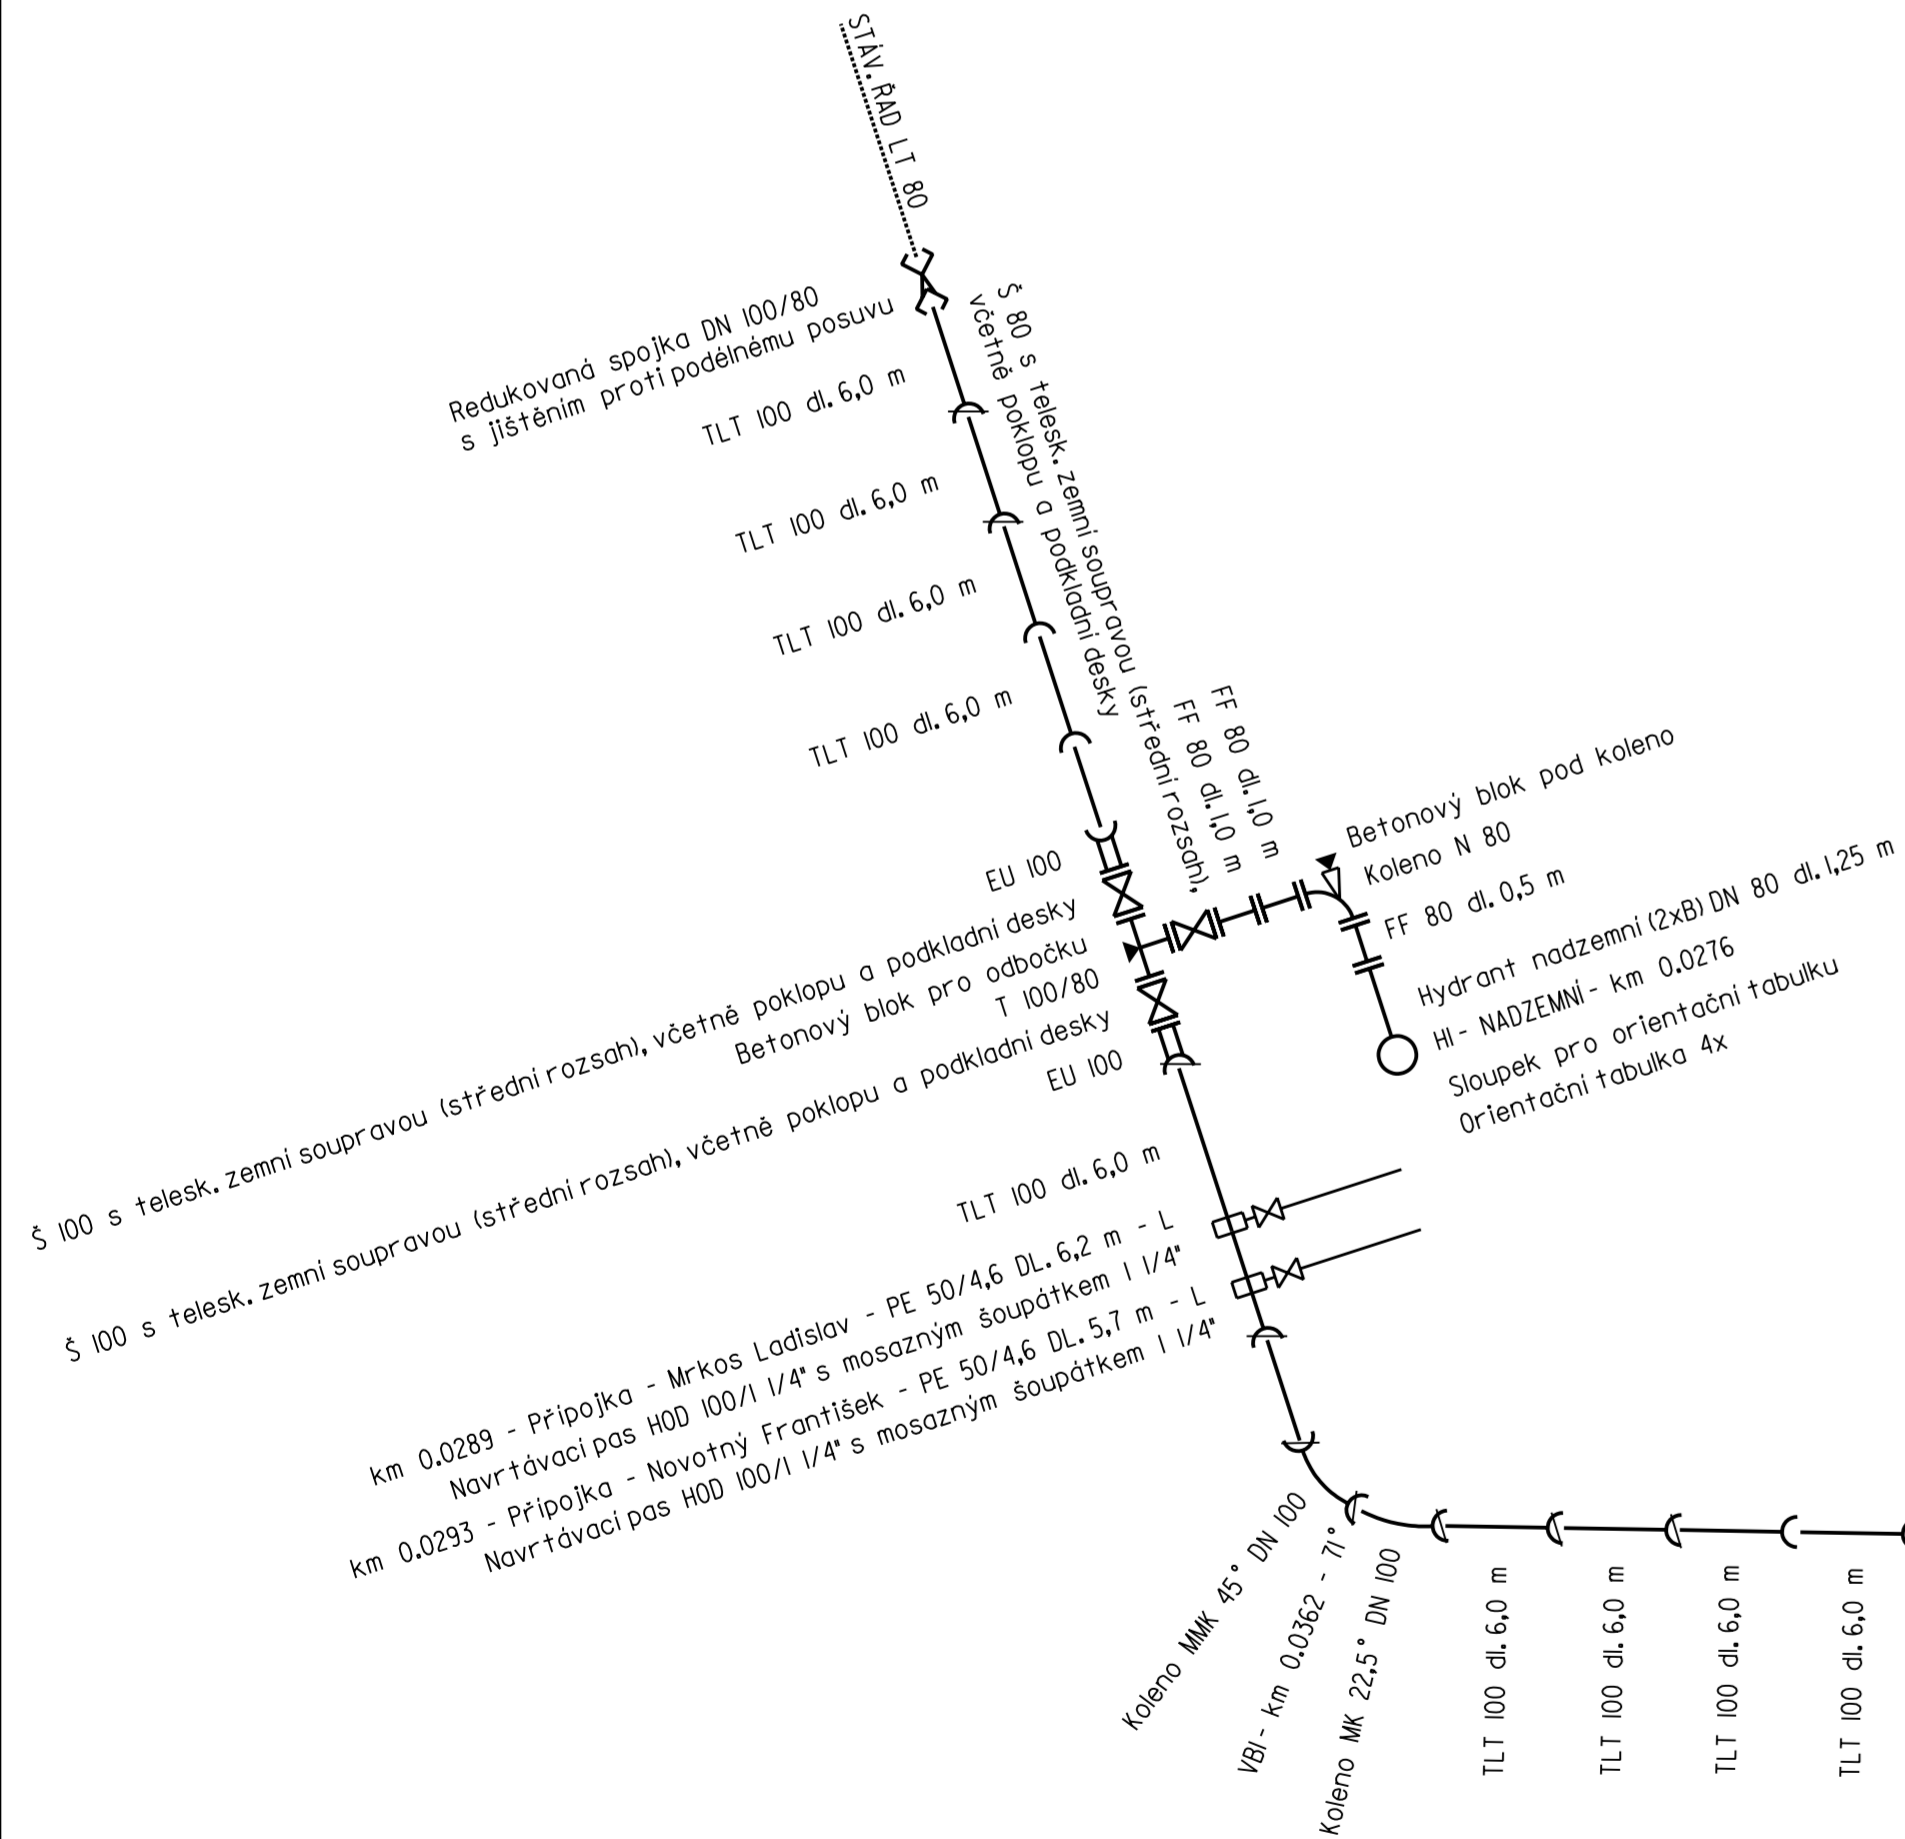 STÁV. ŘAD LT 80
Redukovaná spojka DN 100/80
s jištěním proti podélnému posuvu
TLT 100 dl. 6,0 m
TLT 100 dl. 6,0 m
TLT 100 dl. 6,0 m
TLT 100 dl. 6,0 m
Š 80 s telesk. zemní soupravou (střední rozsah),
včetně poklopu a podkladní desky
FF 80 dl. 1,0 m
FF 80 dl. 1,0 m
Betonový blok pod koleno
Koleno N 80
FF 80 dl. 0,5 m
Hydrant nadzemní (2xB) DN 80 dl. 1,25 m
H1- NADZEMNÍ- km 0.0276
Sloupek pro orientační tabulku
Orientační tabulka 4x
EU 100
Š 100 s telesk. zemní soupravou (střední rozsah), včetně poklopu a podkladní desky
Betonový blok pro odbočku
T 100/80
Š 100 s telesk. zemní soupravou (střední rozsah), včetně poklopu a podkladní desky
EU 100
TLT 100 dl. 6,0 m
km 0.0289 - Přípojka - Mrkos Ladislav - PE 50/4,6 DL. 6,2 m - L
Navrtávací pas HOD 100/1 1/4" s mosazným šoupátkem 1 1/4"
km 0.0293 - Přípojka - Novotný František - PE 50/4,6 DL. 5,7 m - L
Navrtávací pas HOD 100/1 1/4" s mosazným šoupátkem 1 1/4"
Koleno MMK 45° DN 100
VB1- km 0.0362 - 71°
Koleno MK 22,5° DN 100
TLT 100 dl. 6,0 m
TLT 100 dl. 6,0 m
TLT 100 dl. 6,0 m
TLT 100 dl. 6,0 m